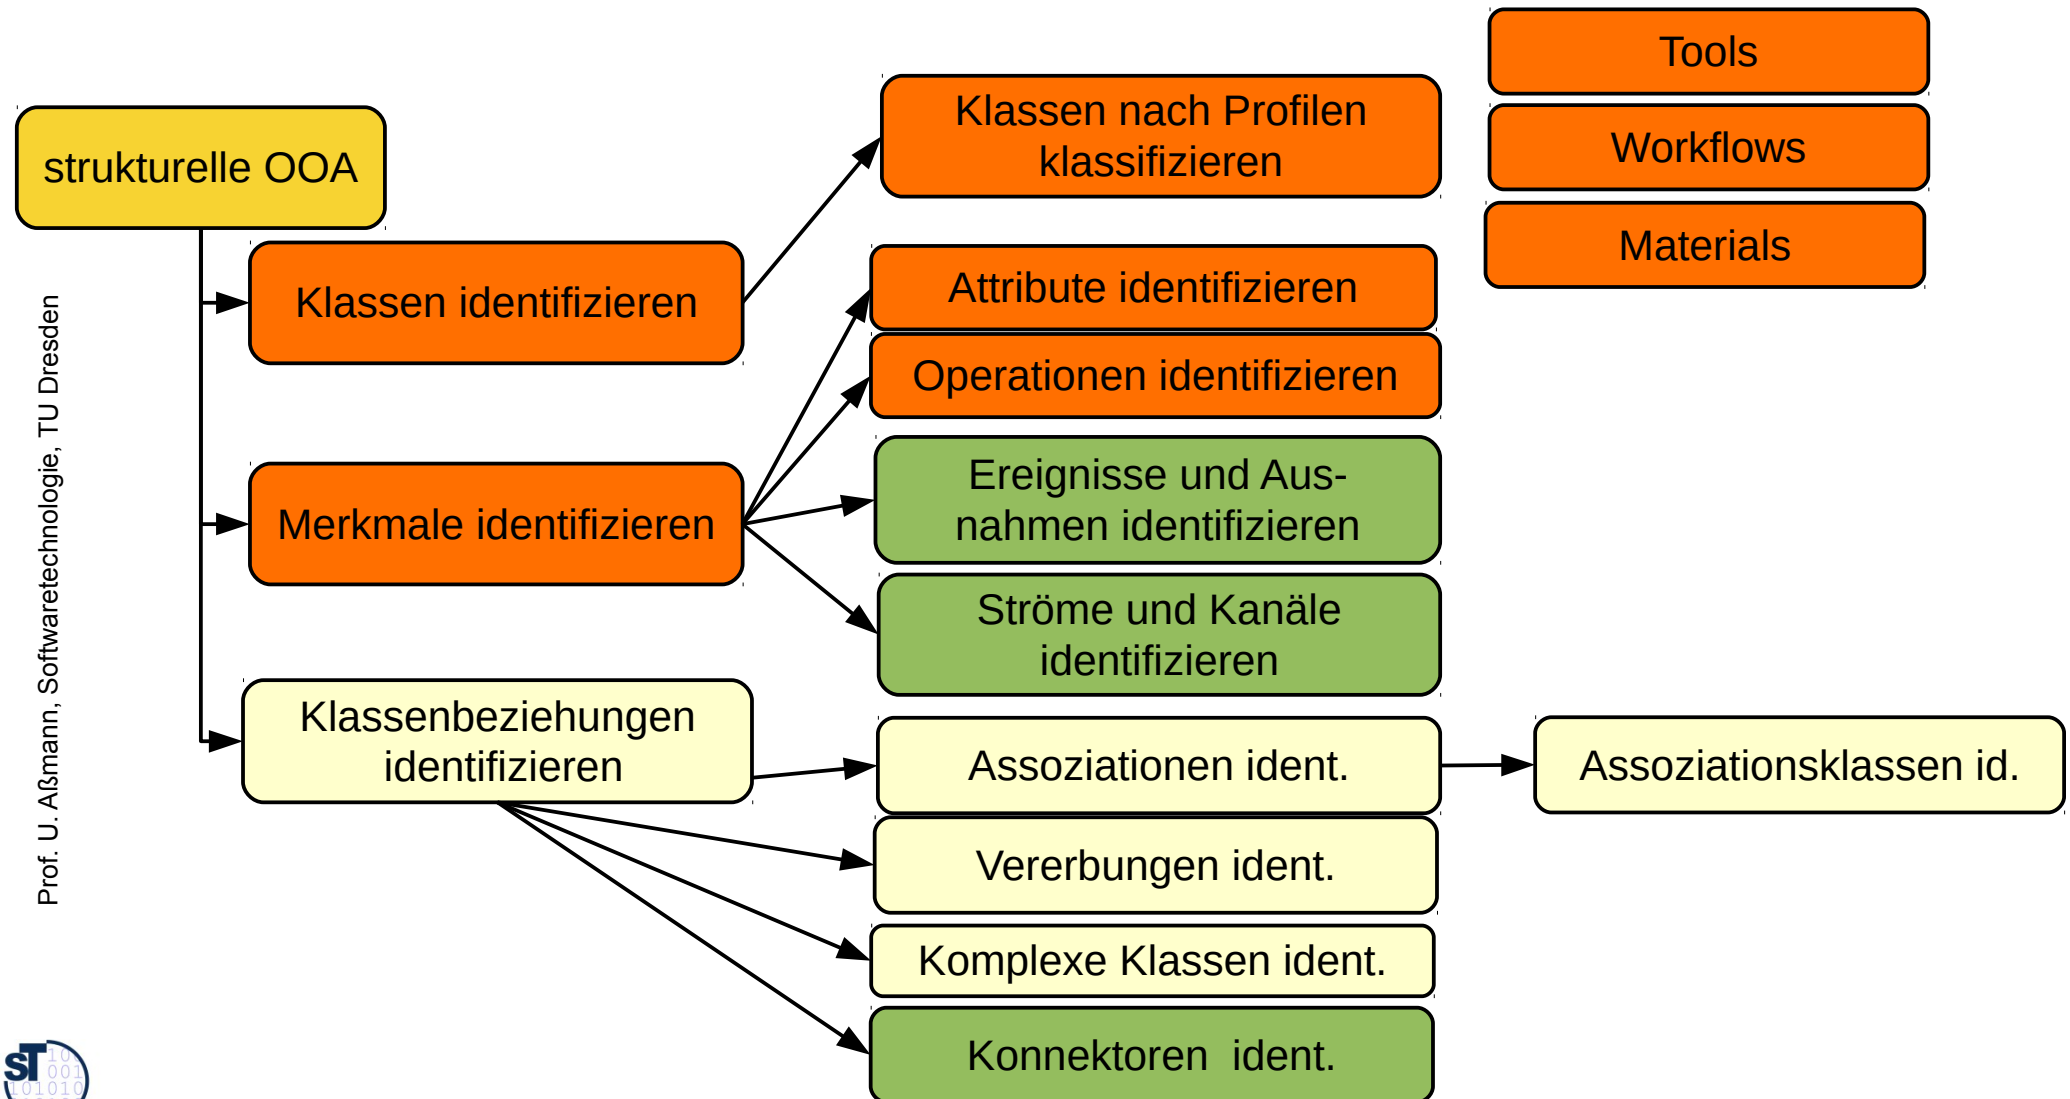 Tools
Klassen nach Profilen
klassifizieren
Workflows
strukturelle OOA
Materials
Klassen identifizieren
Attribute identifizieren
Operationen identifizieren
Ereignisse und Aus-
nahmen identifizieren
Merkmale identifizieren
Ströme und Kanäle
identifizieren
Klassenbeziehungen
identifizieren
Assoziationen ident.
Assoziationsklassen id.
Vererbungen ident.
Komplexe Klassen ident.
Konnektoren ident.
Prof. U. Aßmann, Softwaretechnologie, TU Dresden
ST